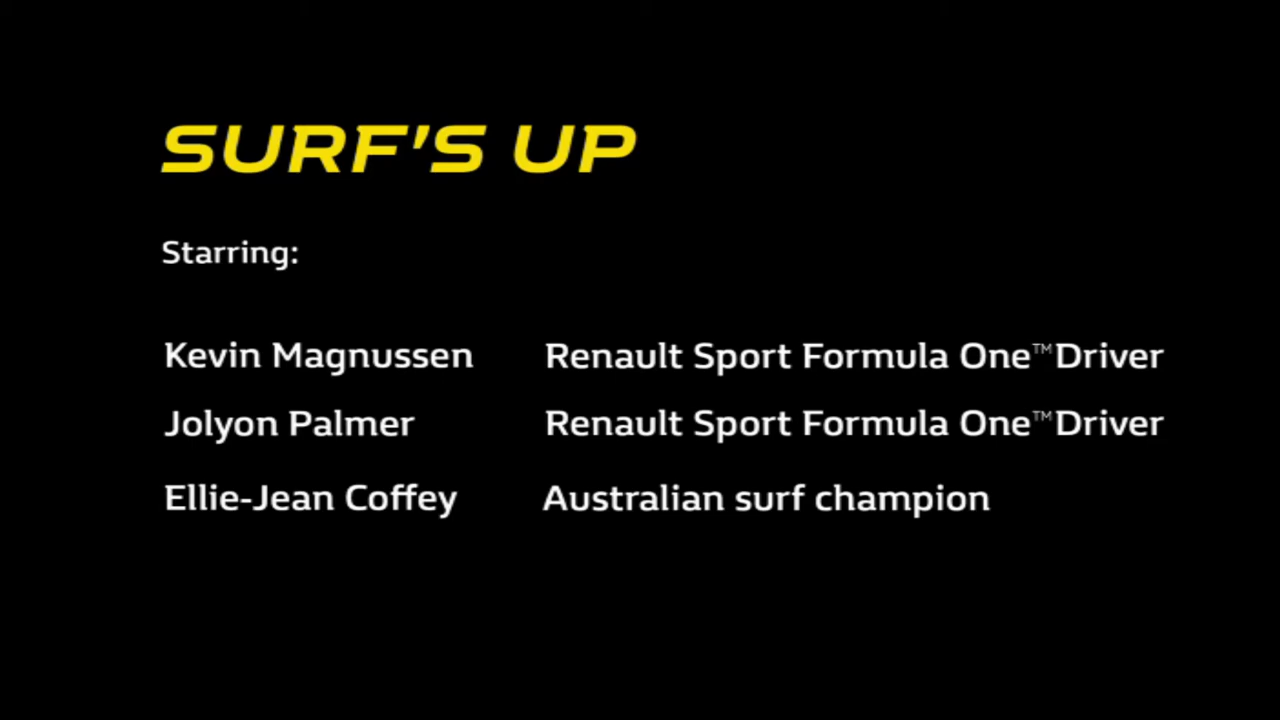 SURF'S UP
Starring:
Kevin Magnussen Renault Sport Formula One™ Driver
Jolyon Palmer Renault Sport Formula One™ Driver
Ellie-Jean Coffey Australian surf champion